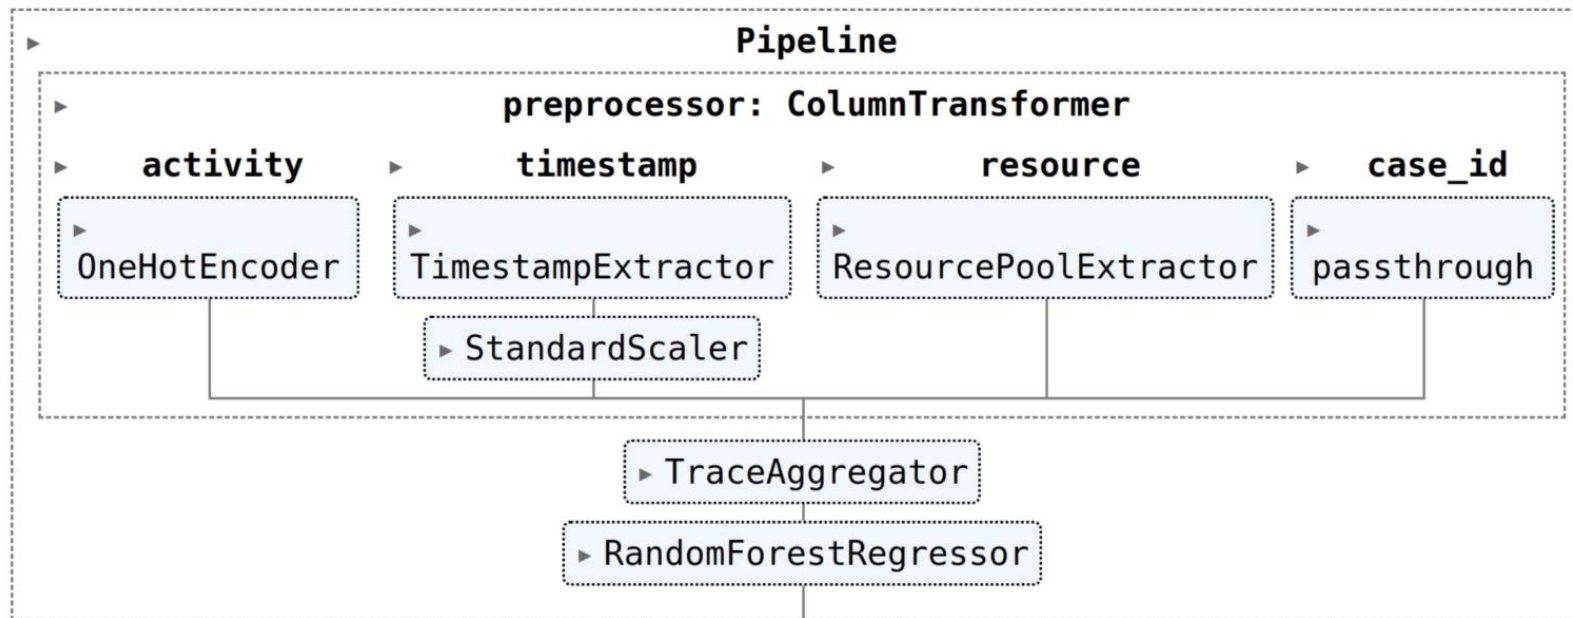 Pipeline
preprocessor: ColumnTransformer
activity timestamp resource case_id
OneHotEncoder TimestampExtractor ResourcePoolExtractor passthrough
StandardScaler
TraceAggregator
RandomForestRegressor